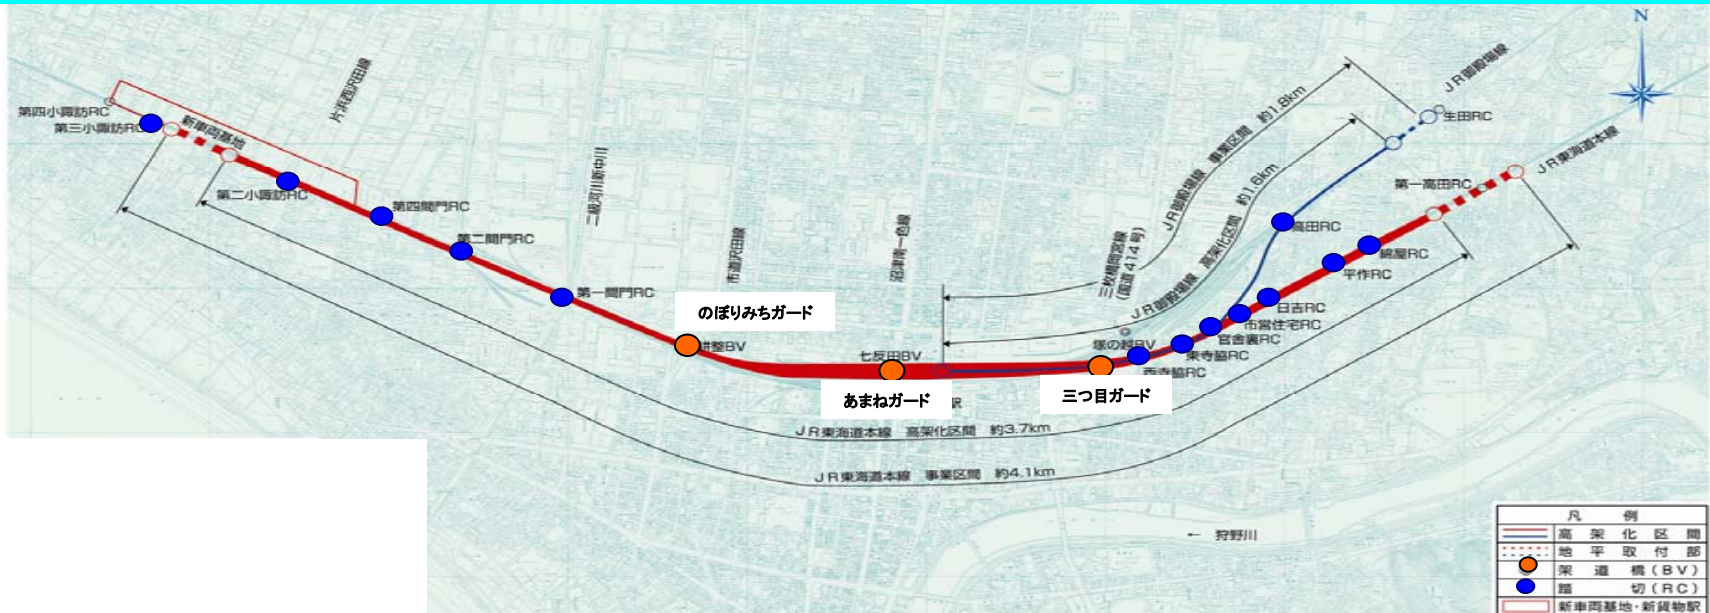 N
JR御殿場線
片浜西沢田線
JR御殿場線 事業区間 約1.8km
第四小諏訪RC
生田RC
第三小諏訪RC
新車両基地
JR東海道本線
二級河川新中川
JR御殿場線 高架化区間 約1.6km
第一高田RC
第二小諏訪RC
第四間門RC
市道沢田線
沼津南一色線
三枚橋岡宮線
(国道414号)
高田RC
第二間門RC
綿屋RC
平作RC
第一間門RC
日吉RC
のぼりみちガード
市営住宅RC
官舎裏RC
耕整BV
塚の越BV
七反田BV
東寺脇RC
西寺脇RC
あまねガード
駅
三つ目ガード
JR東海道本線 高架化区間 約3.7km
JR東海道本線 事業区間 約4.1km
← 狩野川
凡例
高架化区間
地平取付部
架道橋(BV)
踏切(RC)
新車両基地・新貨物駅